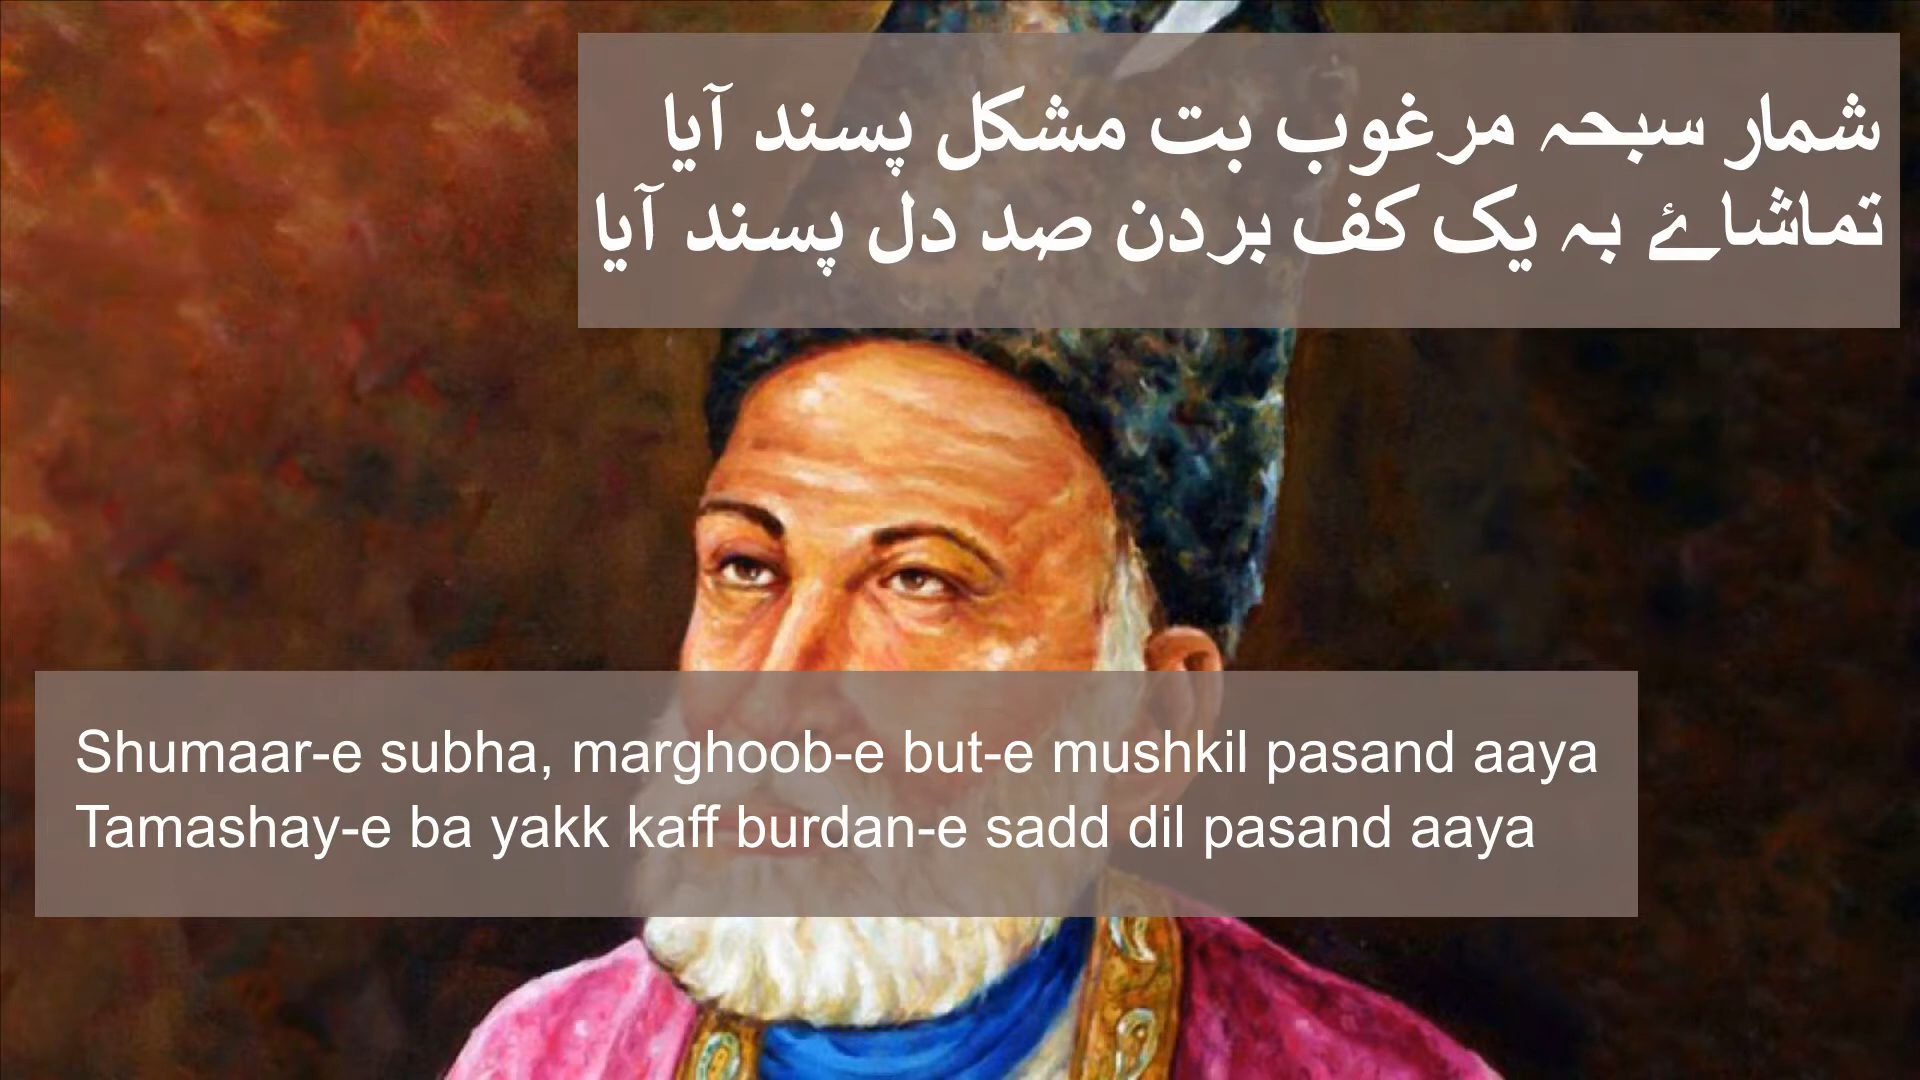 شمار سبحہ مرغوب بت مشکل پسند آیا
تماشاۓ بہ یک کف بردن صد دل پسند آیا
Shumaar-e subha, marghoob-e but-e mushkil pasand aaya
Tamashay-e ba yakk kaff burdan-e sadd dil pasand aaya